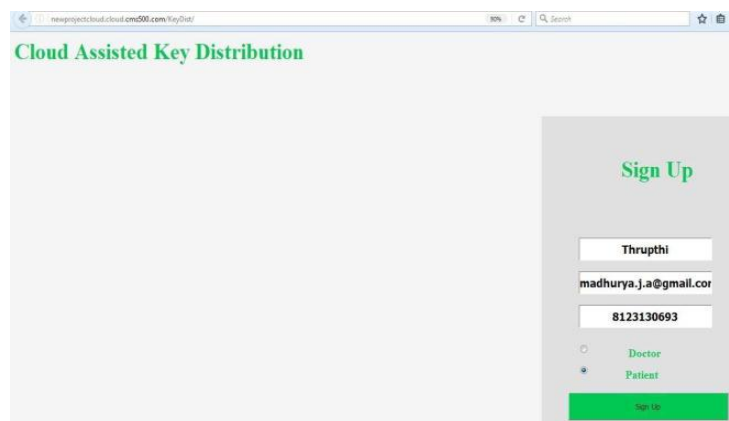 newprojectcloud.cloud.cms500.com/KeyDist/
90%
Search
Cloud Assisted Key Distribution
Sign Up
Thrupthi
madhurya.j.a@gmail.cor
8123130693
Doctor
Patient
Sign Up